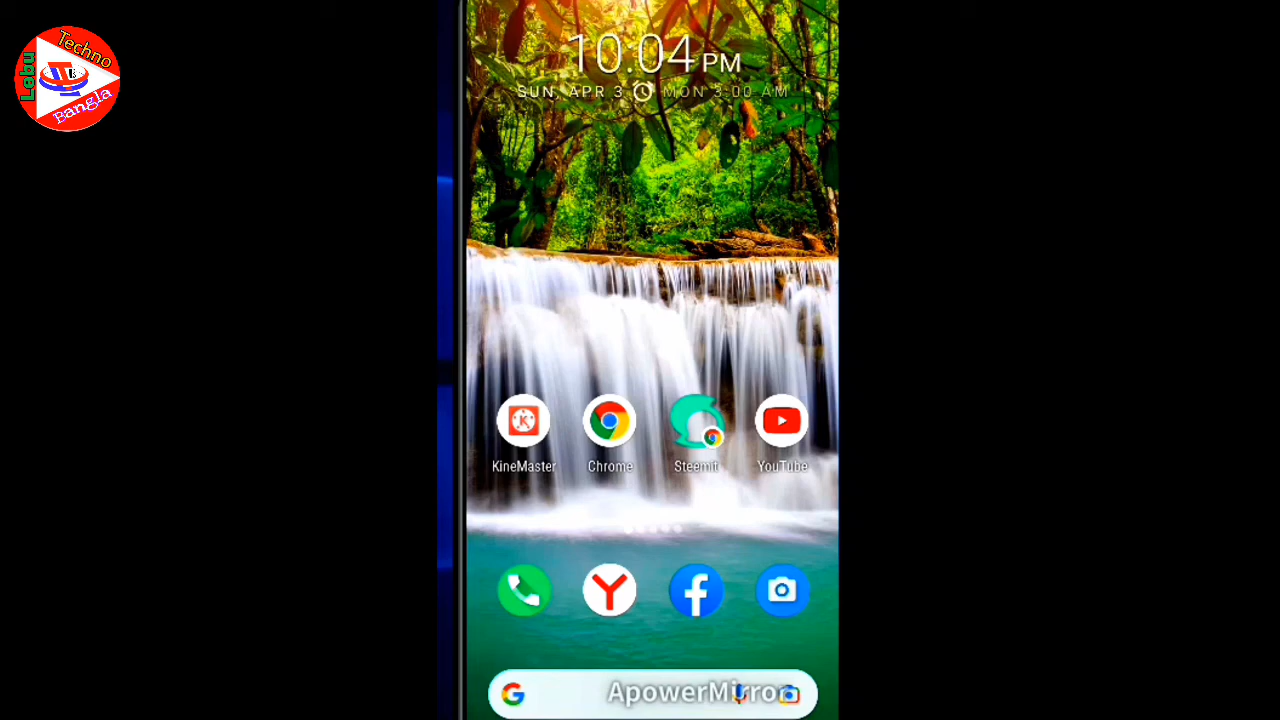 Lobu
Techno
Bangla
10:04 PM
SUN, APR 3 MON 3:00 AM
KineMaster
Chrome
Steemit
YouTube
ApowerMirror